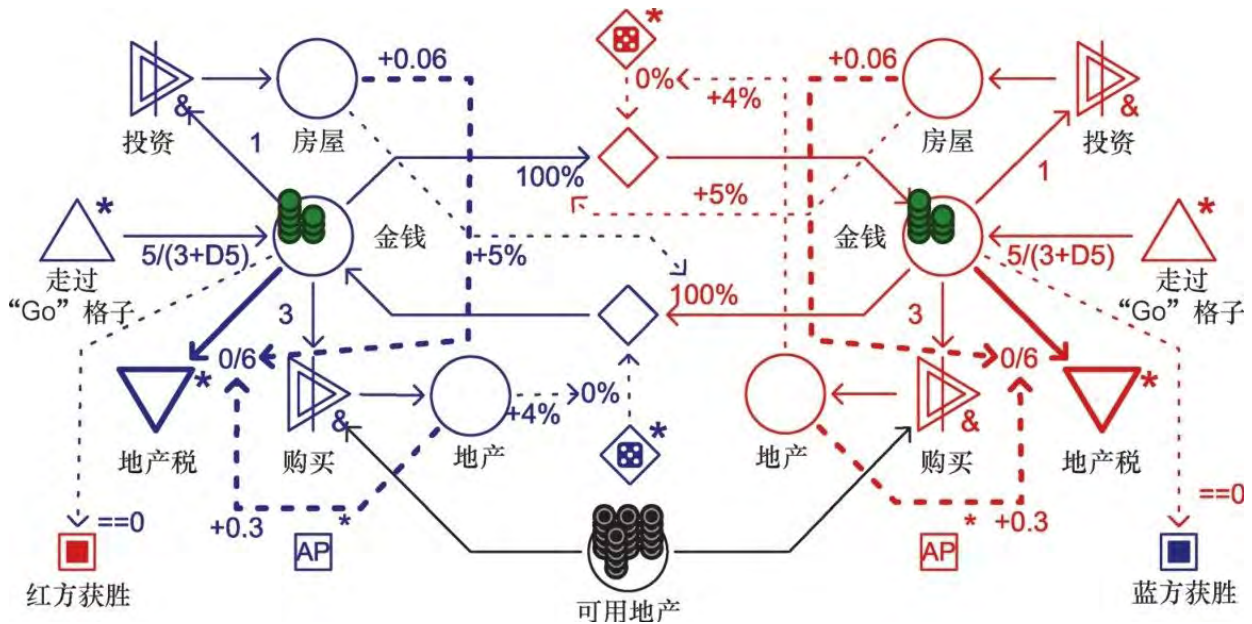 *
+0.06
0%
+4%
+0.06
&
投资
房屋
房屋
&
投资
1
100%
+5%
1
*
金钱
金钱
*
5/(3+D5)
+5%
5/(3+D5)
走过
“Go”格子
100%
走过
“Go”格子
3
3
0/6
0/6
*
&
+4%
0%
*
&
*
地产税
购买
地产
地产
购买
地产税
==0
+0.3
*
AP
*
AP
+0.3
==0
红方获胜
可用地产
蓝方获胜